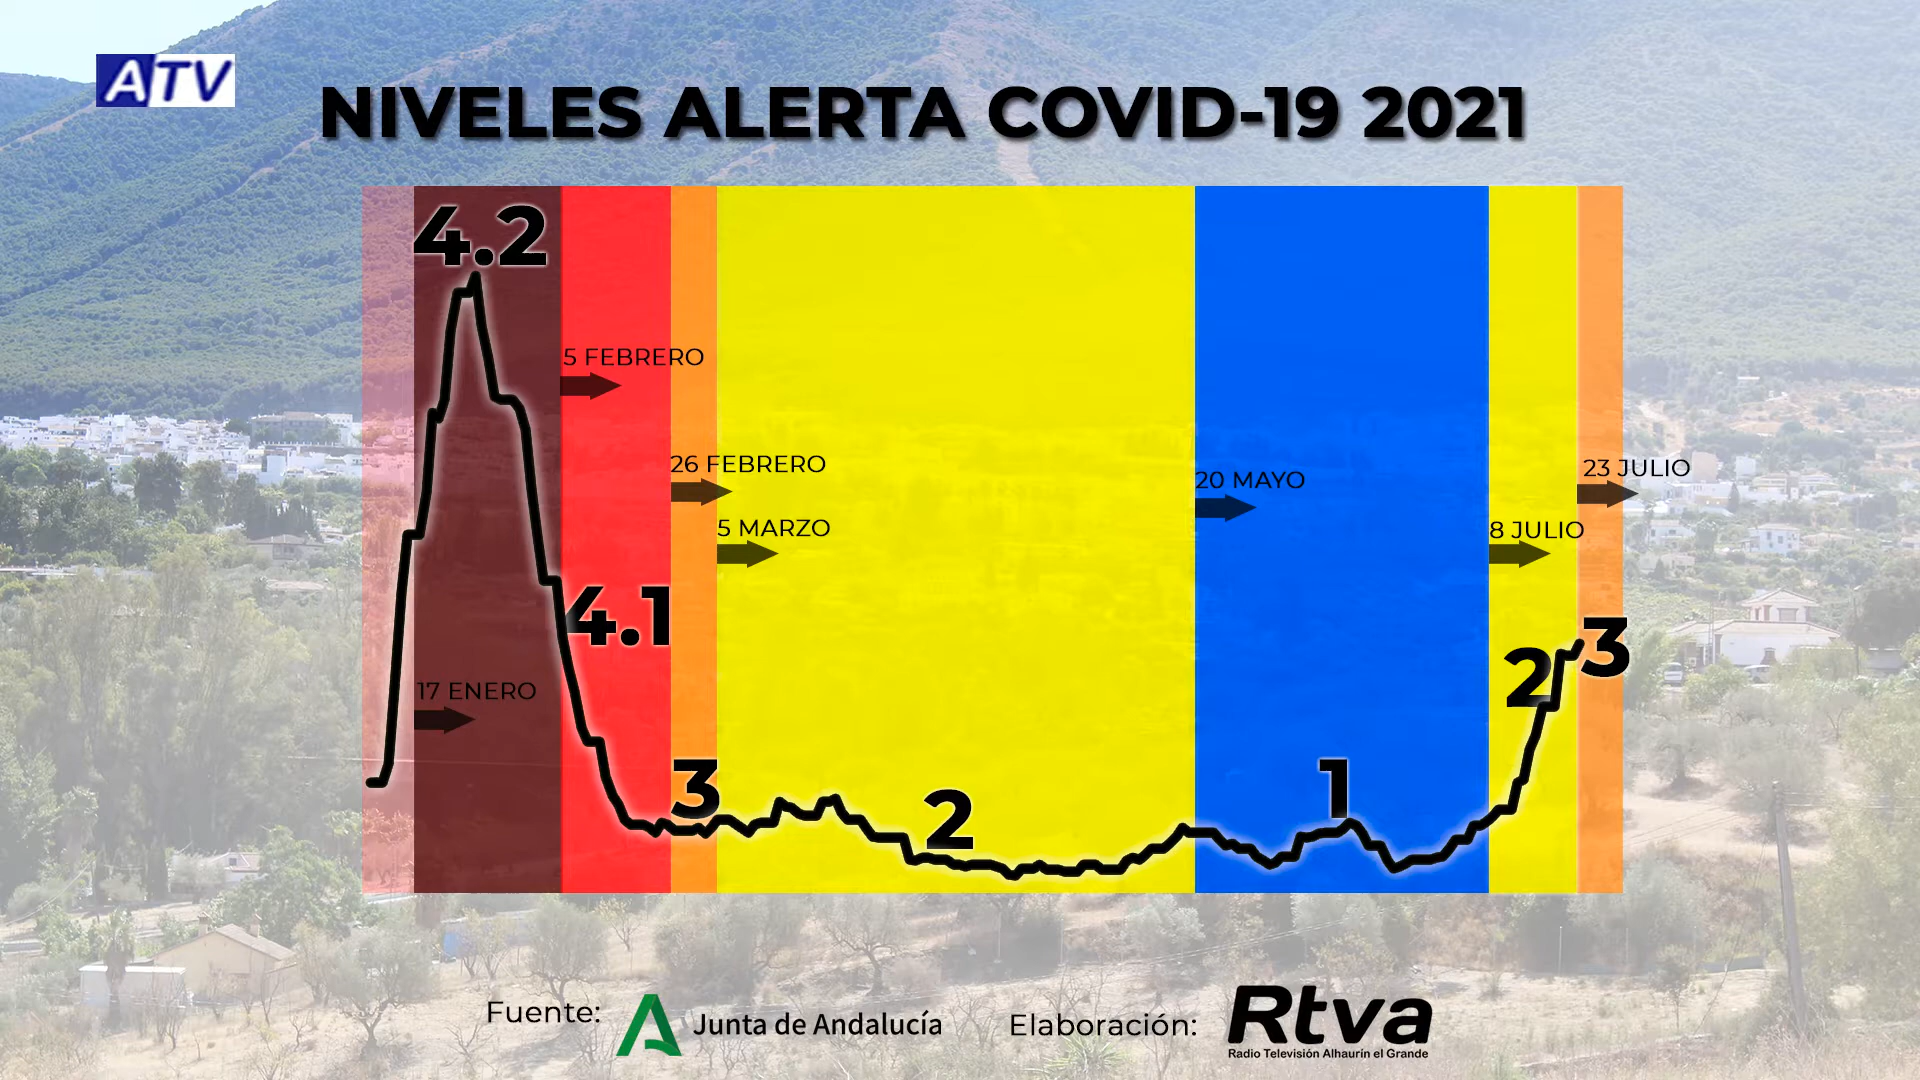 ATV
NIVELES ALERTA COVID-19 2021
4.2
5 FEBRERO
26 FEBRERO
23 JULIO
20 MAYO
5 MARZO
8 JULIO
4.1
3
2
17 ENERO
3
1
2
Fuente:
Junta de Andalucía
Elaboración:
Rtva
Radio Televisión Alhaurín el Grande